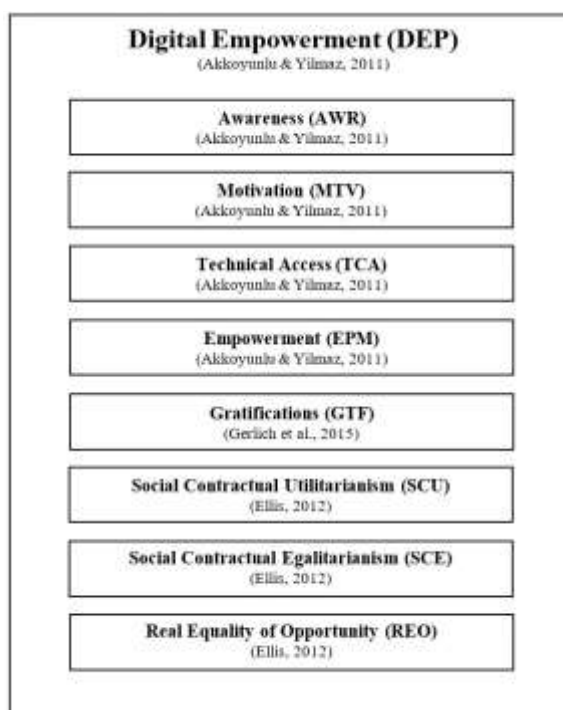 Digital Empowerment (DEP)
(Akkoyunlu & Yilmaz, 2011)
Awareness (AWR)
(Akkoyunlu & Yilmaz, 2011)
Motivation (MTV)
(Akkoyunlu & Yilmaz, 2011)
Technical Access (TCA)
(Akkoyunlu & Yilmaz, 2011)
Empowerment (EPM)
(Akkoyunlu & Yilmaz, 2011)
Gratifications (GTF)
(Gerlich et al., 2015)
Social Contractual Utilitarianism (SCU)
(Ellis, 2012)
Social Contractual Egalitarianism (SCE)
(Ellis, 2012)
Real Equality of Opportunity (REO)
(Ellis, 2012)